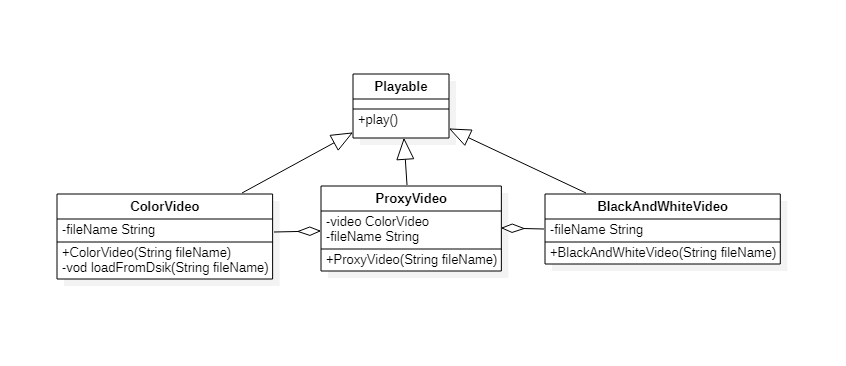 Playable
+play()
ColorVideo
-fileName String
+ColorVideo(String fileName)
-vod loadFromDsik(String fileName)
ProxyVideo
-video ColorVideo
-fileName String
+ProxyVideo(String fileName)
BlackAndWhiteVideo
-fileName String
+BlackAndWhiteVideo(String fileName)